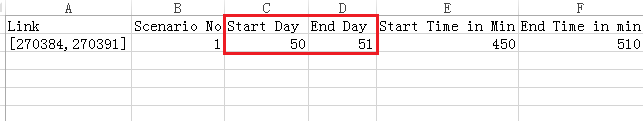 A B C D E F
Link Scenario No Start Day End Day Start Time in Min End Time in min
[270384,270391] 1 50 51 450 510